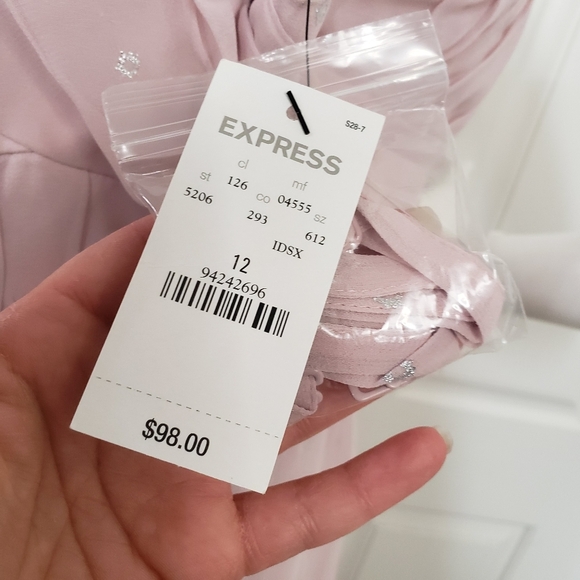 S28-7
EXPRESS
st cl co mf sz
5206 126 293 04555 612
IDSX
12
94242696
$98.00